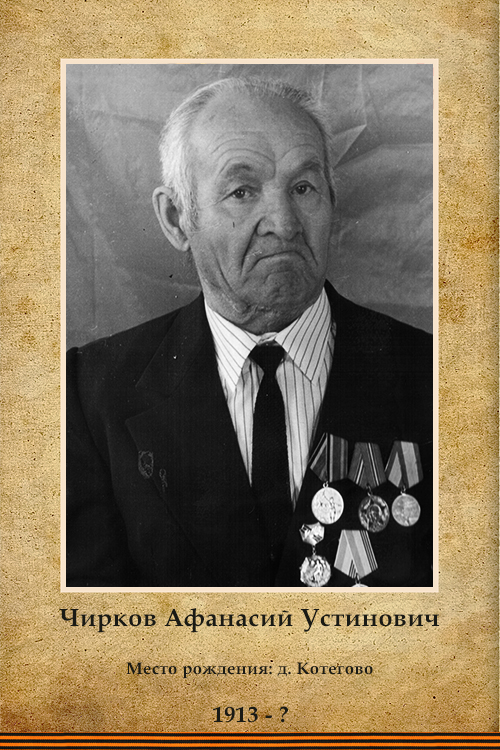 Чирков Афанасий Устинович
Место рождения: д. Котегово
1913 - ?